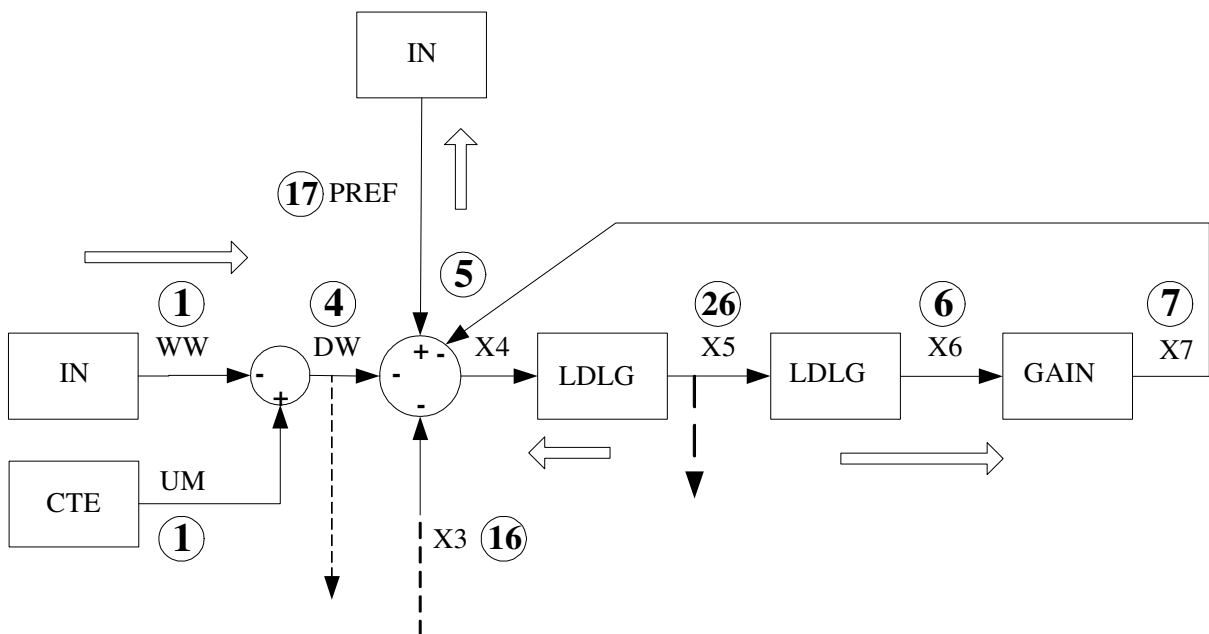 IN
17 PREF
5
1
WW
4
DW
26
X5
6
X6
7
X7
IN
-
+
+
-
-
-
X4
LDLG
LDLG
GAIN
CTE
UM
1
X3 16